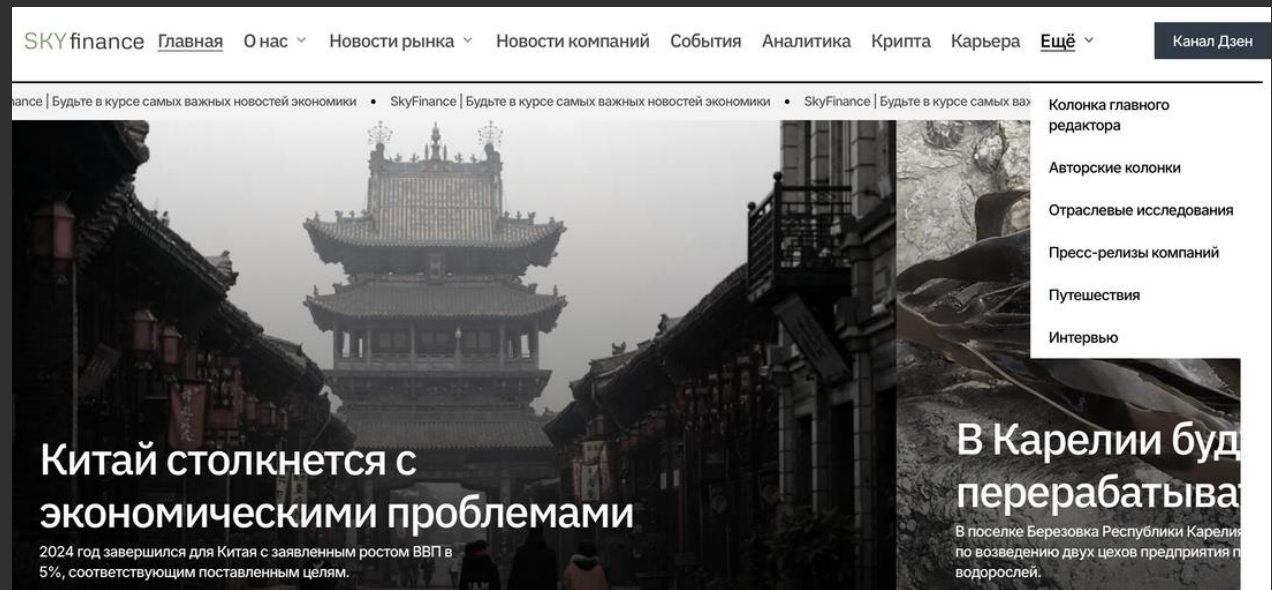 SKYfinance Главная О нас Новости рынка Новости компаний События Аналитика Крипта Карьера Ещё Канал Дзен
ance | Будьте в курсе самых важных новостей экономики • SkyFinance | Будьте в курсе самых важных новостей экономики • SkyFinance | Будьте в курсе самых важ
Колонка главного
редактора
Авторские колонки
Отраслевые исследования
Пресс-релизы компаний
Путешествия
Интервью
Китай столкнется с
экономическими проблемами
2024 год завершился для Китая с заявленным ростом ВВП в
5%, соответствующим поставленным целям.
В Карелии буд
перерабатыват
В поселке Березовка Республики Карелия
по возведению двух цехов предприятия п
водорослей.